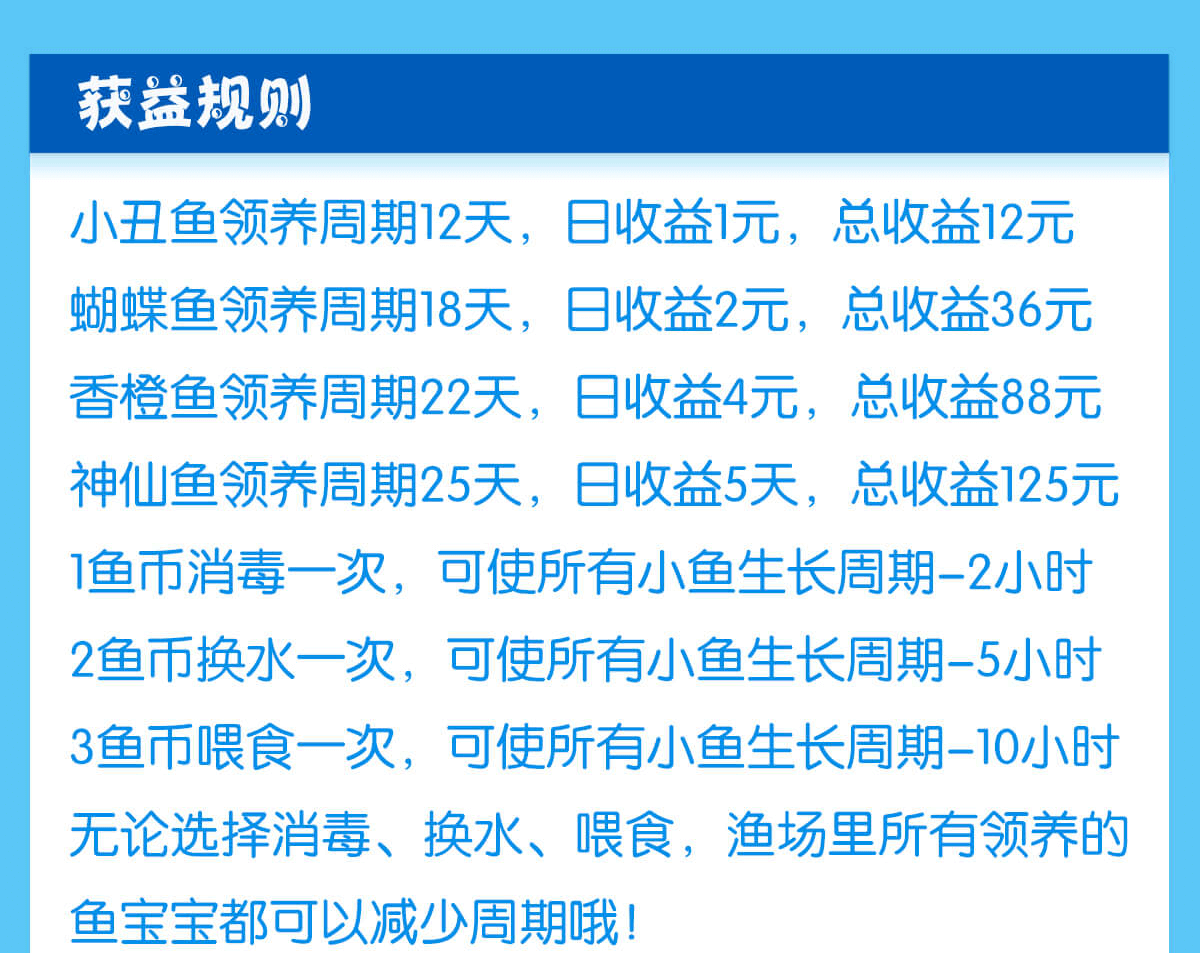 获益规则
小丑鱼领养周期12天，日收益1元，总收益12元
蝴蝶鱼领养周期18天，日收益2元，总收益36元
香橙鱼领养周期22天，日收益4元，总收益88元
神仙鱼领养周期25天，日收益5天，总收益125元
1鱼币消毒一次，可使所有小鱼生长周期-2小时
2鱼币换水一次，可使所有小鱼生长周期-5小时
3鱼币喂食一次，可使所有小鱼生长周期-10小时
无论选择消毒、换水、喂食，渔场里所有领养的
鱼宝宝都可以减少周期哦！